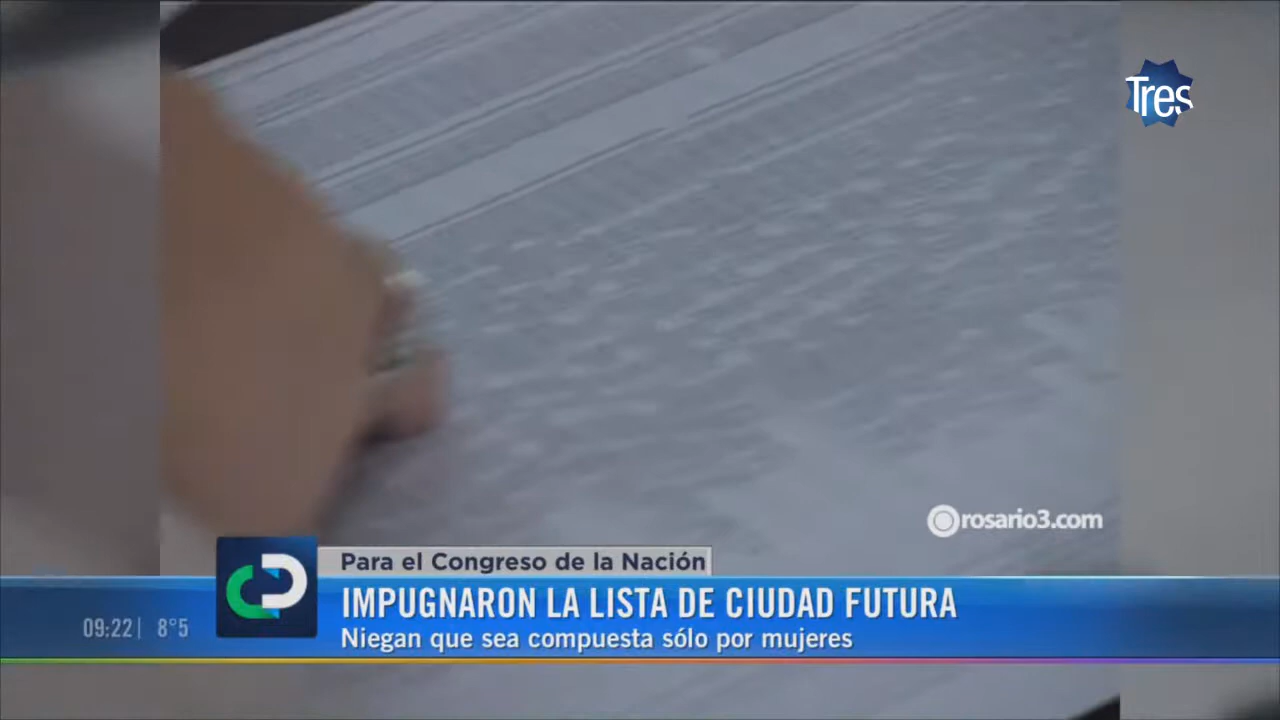 Tres
rosario3.com
Para el Congreso de la Nación
IMPUGNARON LA LISTA DE CIUDAD FUTURA
09:22| 8°5
Niegan que sea compuesta sólo por mujeres